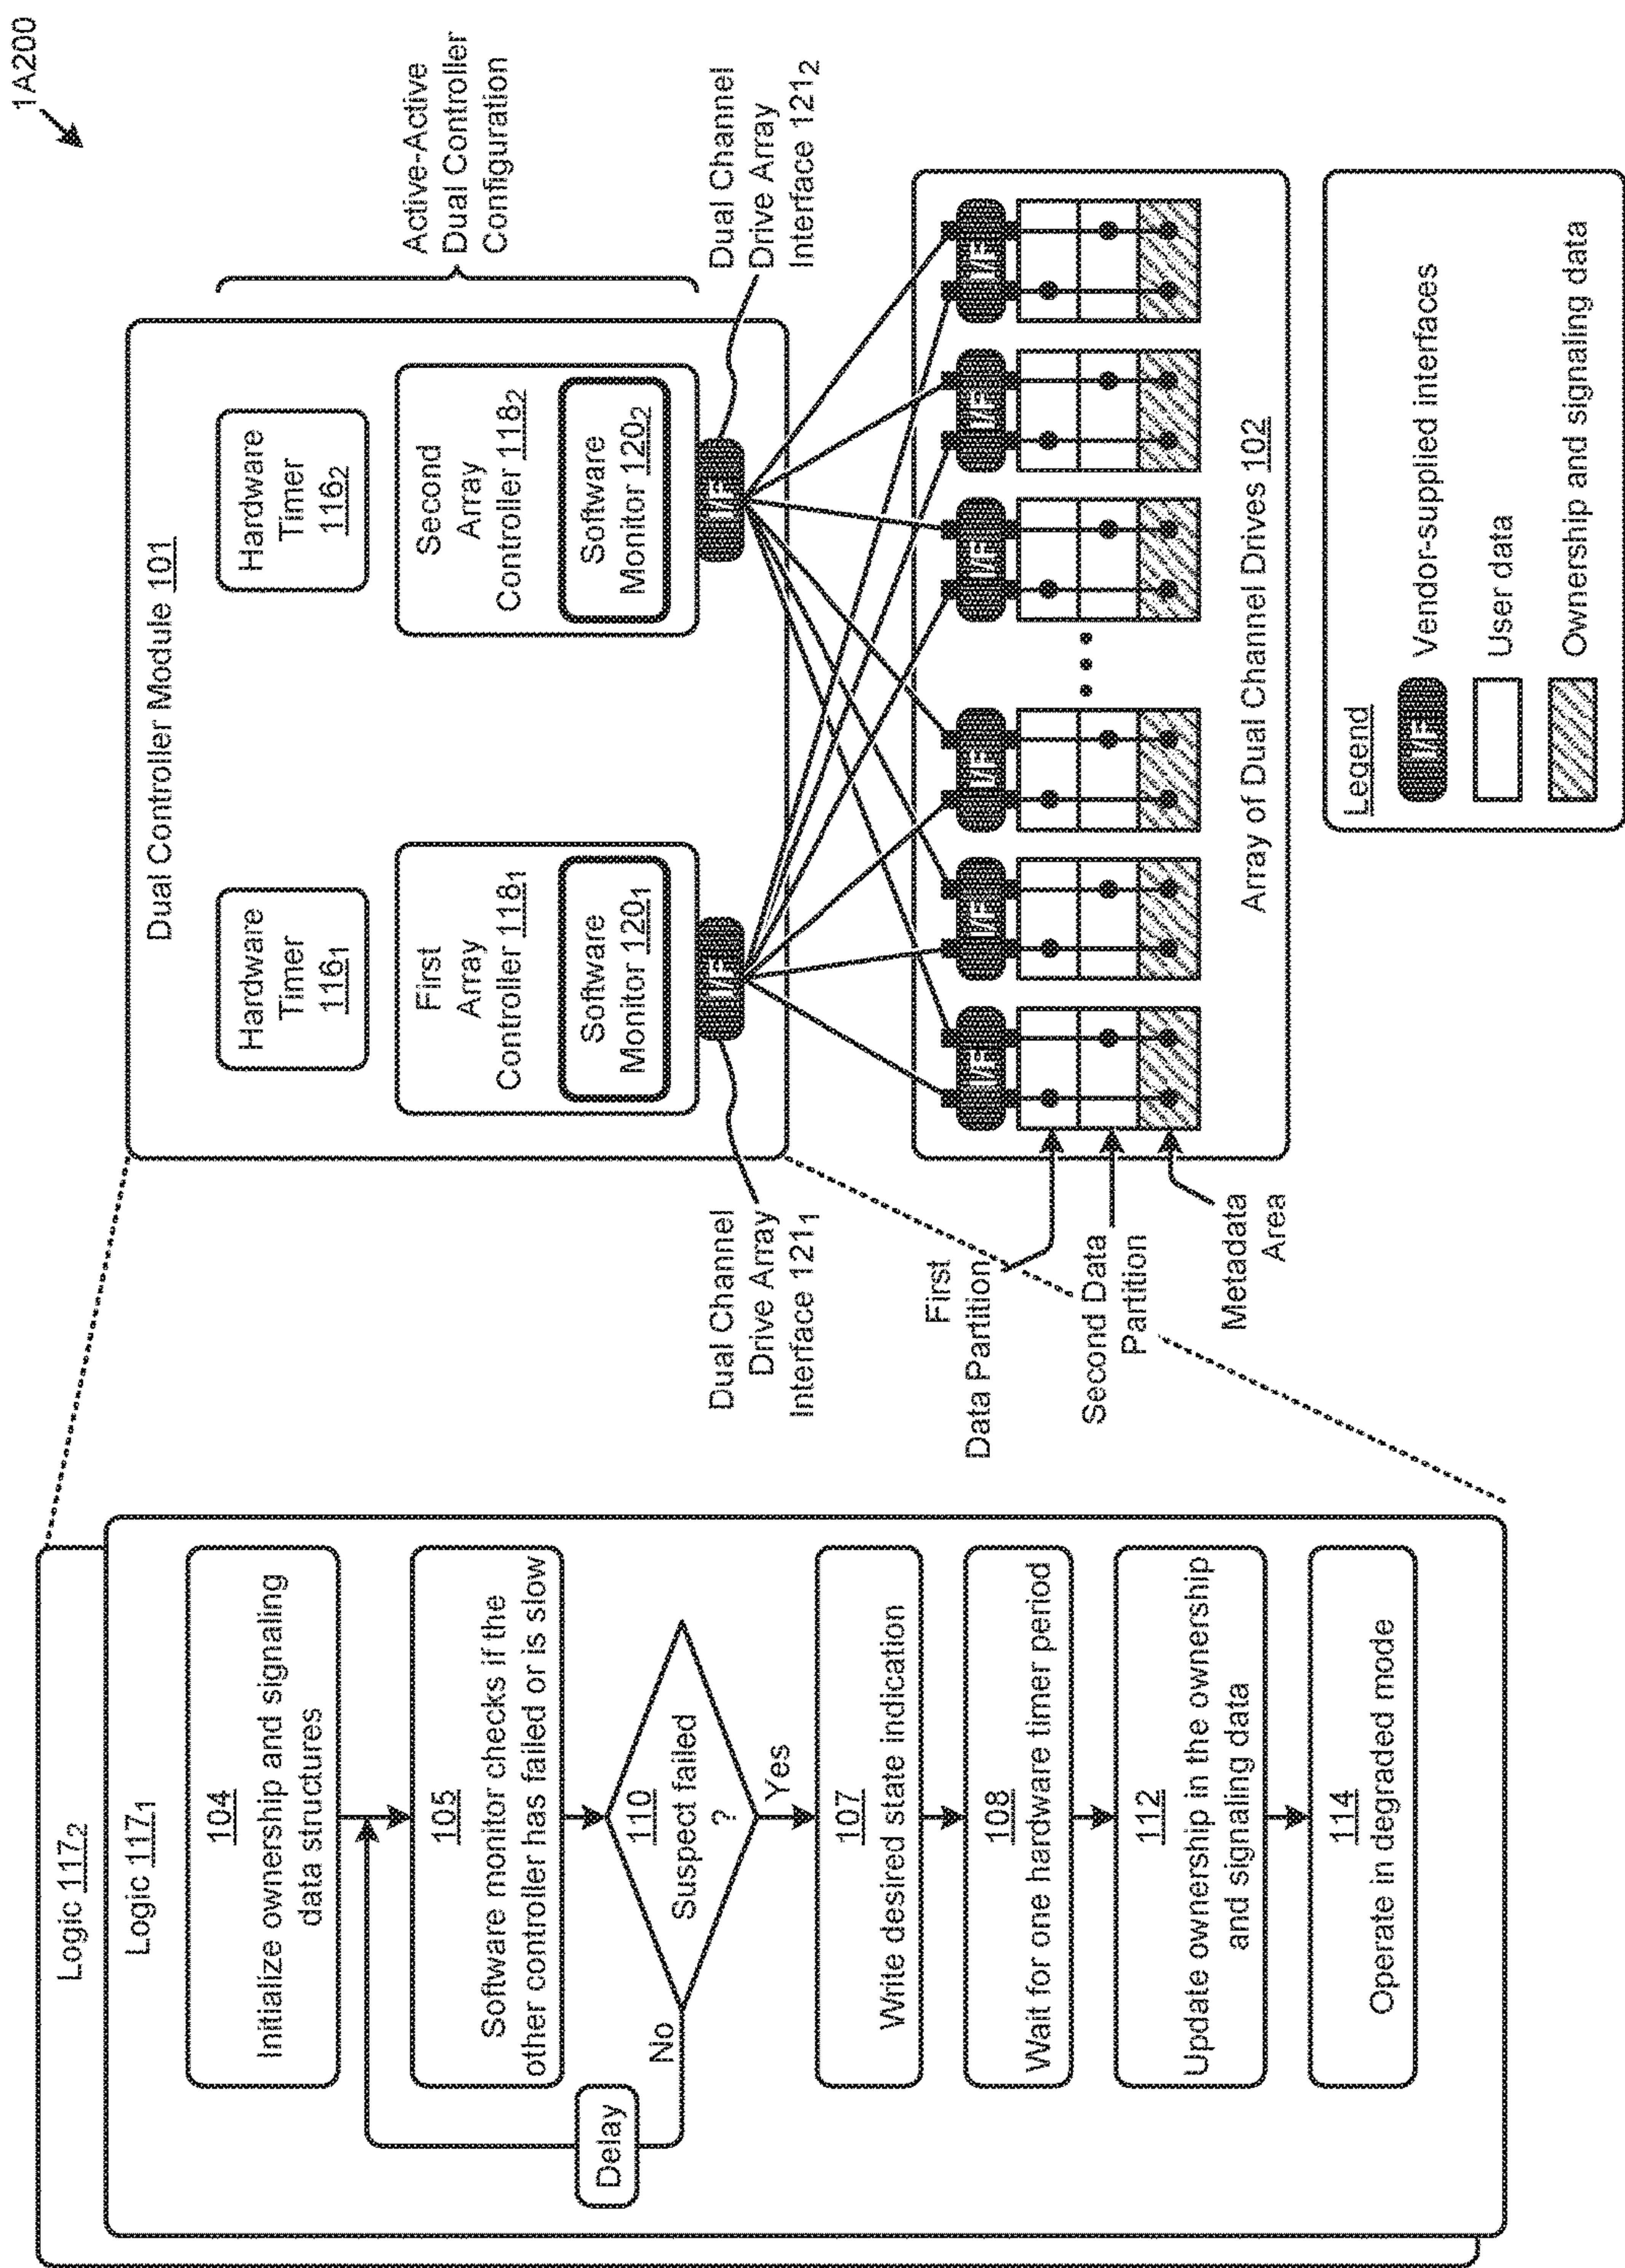 1A200
Logic 117₂
Logic 117₁
104
Initialize ownership and signaling
data structures
105
Software monitor checks if the
other controller has failed or is slow
110
Suspect failed
?
No
Delay
Yes
107
Write desired state indication
108
Wait for one hardware timer period
112
Update ownership in the ownership
and signaling data
114
Operate in degraded mode
Dual Controller Module 101
Hardware
Timer
116₁
Hardware
Timer
116₂
First
Array
Controller 118₁
Software
Monitor 120₁
Second
Array
Controller 118₂
Software
Monitor 120₂
Active-Active
Dual Controller
Configuration
I/F
I/F
Dual Channel
Drive Array
Interface 121₁
Dual Channel
Drive Array
Interface 121₂
First
Data Partition
Second Data
Partition
Metadata
Area
I/F
I/F
I/F
I/F
I/F
I/F
Array of Dual Channel Drives 102
Legend
I/F
Vendor-supplied interfaces
User data
Ownership and signaling data